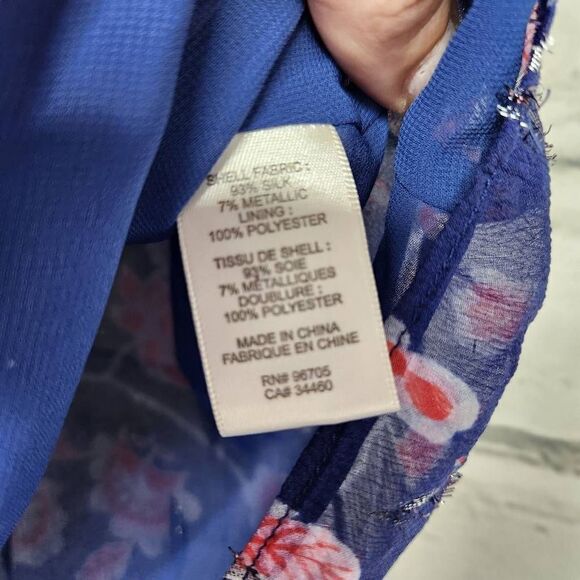 SHELL FABRIC :
93% SILK
7% METALLIC
LINING :
100% POLYESTER
TISSU DE SHELL :
93% SOIE
7% METALLIQUES
DOUBLURE :
100% POLYESTER
MADE IN CHINA
FABRIQUE EN CHINE
RN# 96705
CA# 34460